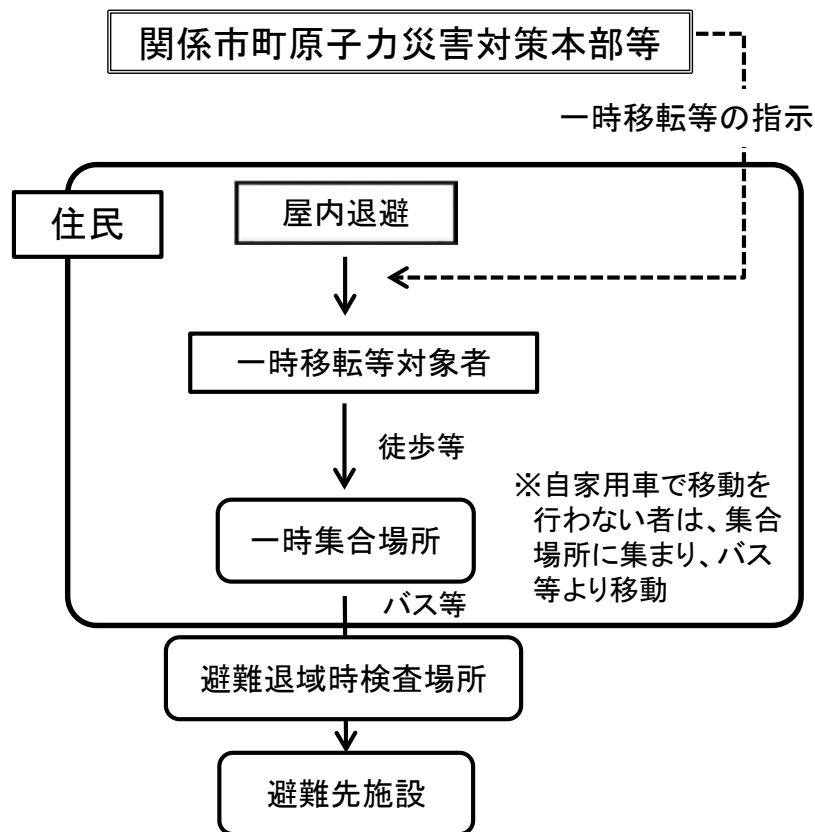 関係市町原子力災害対策本部等
一時移転等の指示
住民
屋内退避
一時移転等対象者
徒歩等
一時集合場所
※自家用車で移動を
行わない者は、集合
場所に集まり、バス
等より移動
バス等
避難退域時検査場所
避難先施設